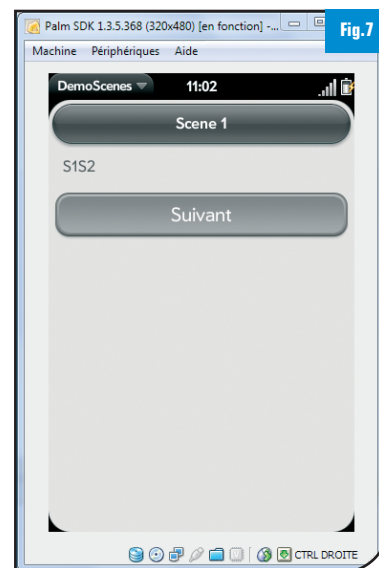 Palm SDK 1.3.5.368 (320x480) [en fonction] -...
Fig.7
Machine Périphériques Aide
DemoScenes 11:02
Scene 1
S1S2
Suivant
CTRL DROITE